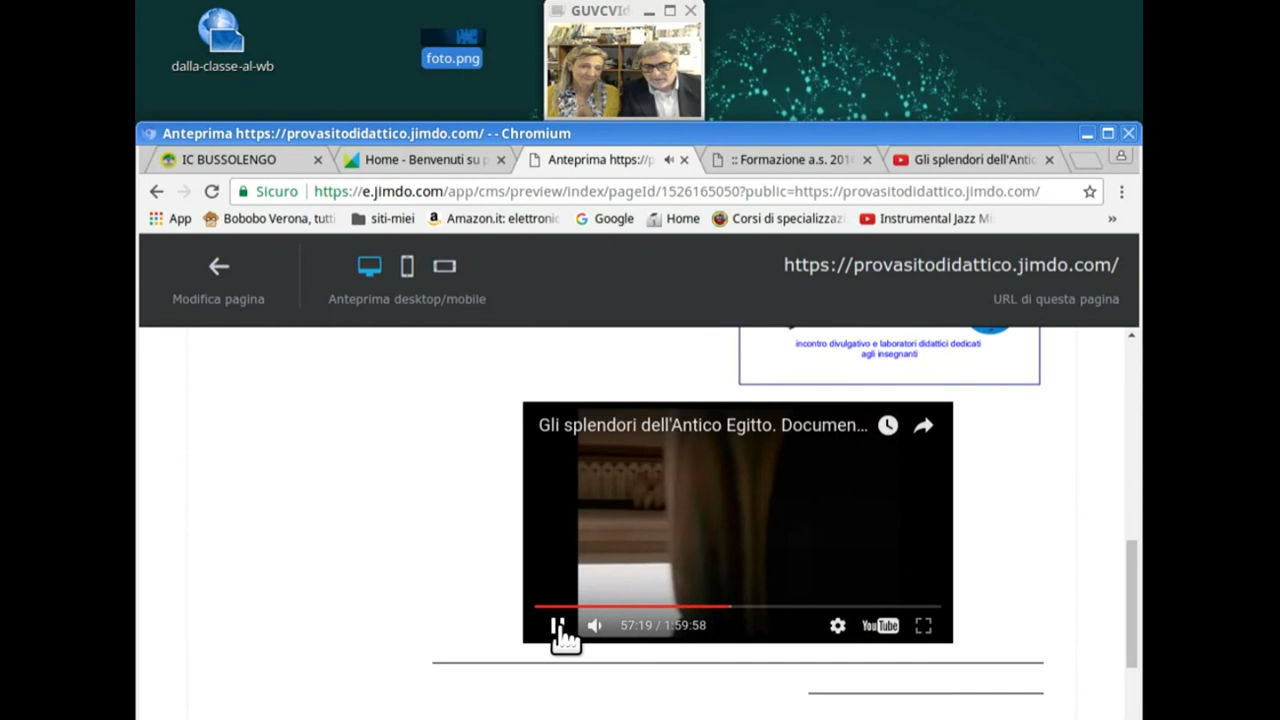 GUVCVId
dalla-classe-al-wb
foto.png
Anteprima https://provasitodidattico.jimdo.com/ -- Chromium
IC BUSSOLENGO
Home - Benvenuti su p
Anteprima https://p
:: Formazione a.s. 201
Gli splendori dell'Antic
Sicuro
https://e.jimdo.com/app/cms/preview/index/pageId/1526165050?public=https://provasitodidattico.jimdo.com/
App
Bobobo Verona, tutti
siti-miei
Amazon.it: elettronic
Google
Home
Corsi di specializzaz
Instrumental Jazz Mu
»
https://provasitodidattico.jimdo.com/
Modifica pagina
Anteprima desktop/mobile
URL di questa pagina
incontro divulgativo e laboratori didattici dedicati
agli insegnanti
Gli splendori dell'Antico Egitto. Documen...
57:19 / 1:59:58
YouTube